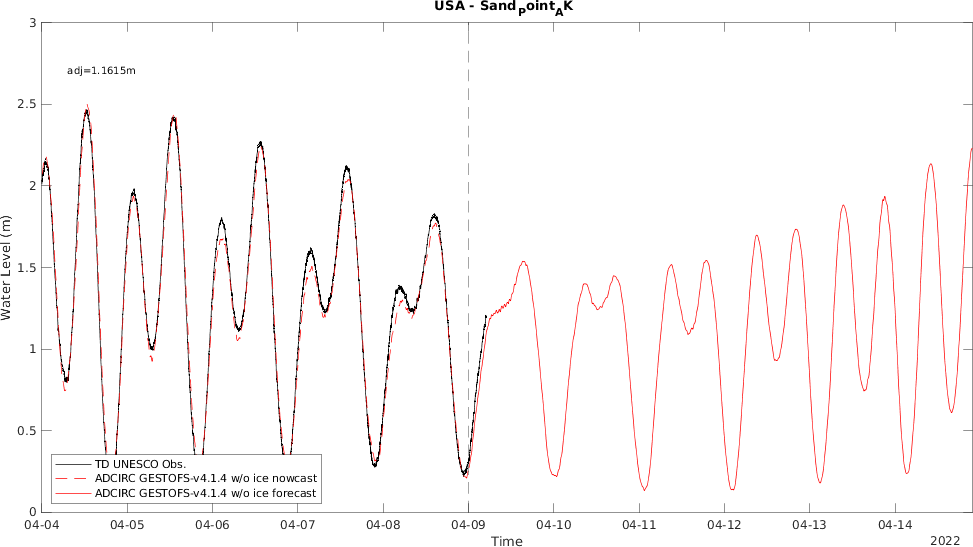 USA - Sand_Point_AK
adj=1.1615m
3
2.5
2
1.5
1
0.5
0
Water Level (m)
TD UNESCO Obs.
ADCIRC GESTOFS-v4.1.4 w/o ice nowcast
ADCIRC GESTOFS-v4.1.4 w/o ice forecast
04-04 04-05 04-06 04-07 04-08 04-09 04-10 04-11 04-12 04-13 04-14
Time
2022